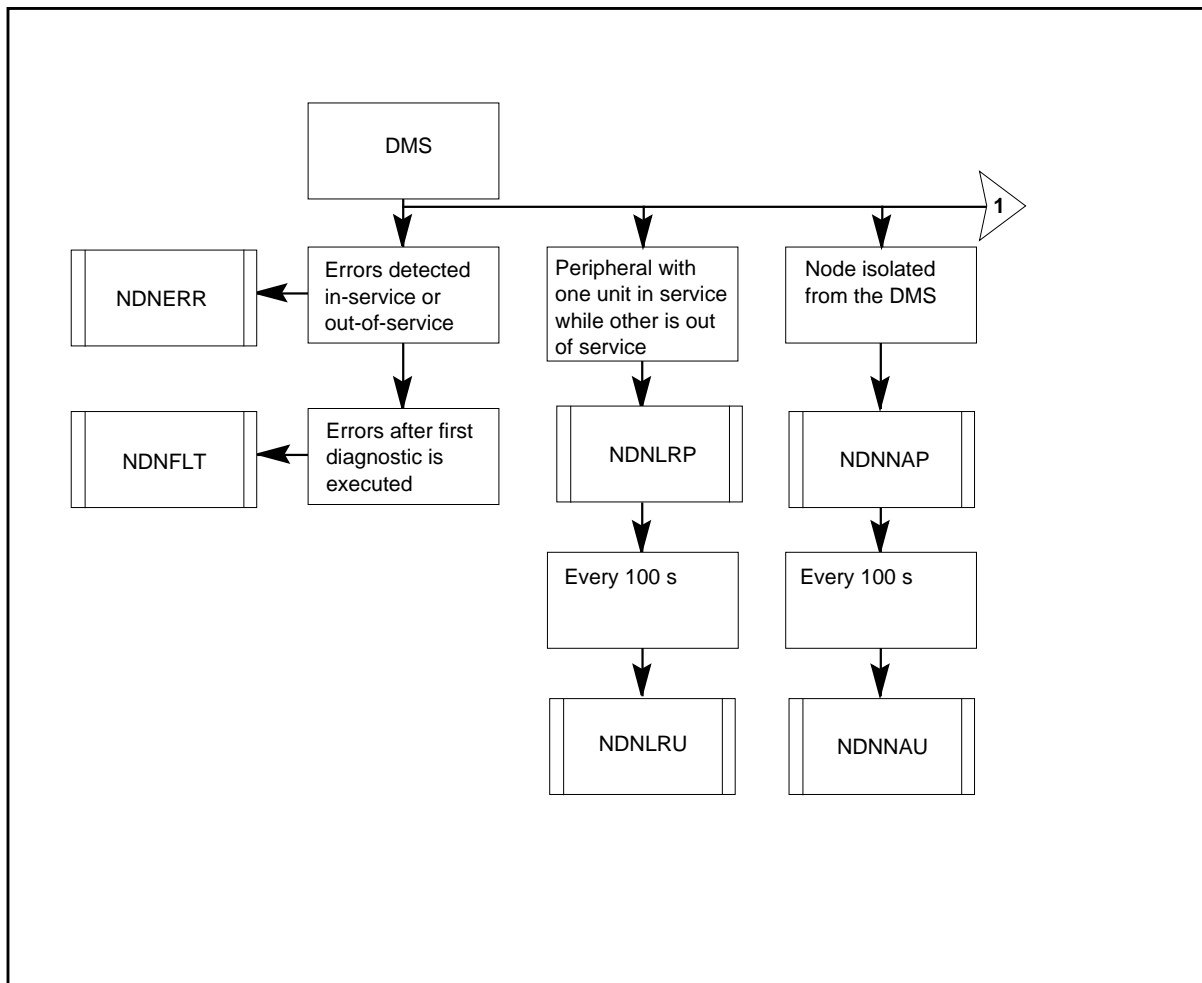 DMS
1
NDNERR
Errors detected
in-service or
out-of-service
Peripheral with
one unit in service
while other is out
of service
Node isolated
from the DMS
NDNFLT
Errors after first
diagnostic is
executed
NDNLRP
NDNNAP
Every 100 s
Every 100 s
NDNLRU
NDNNAU